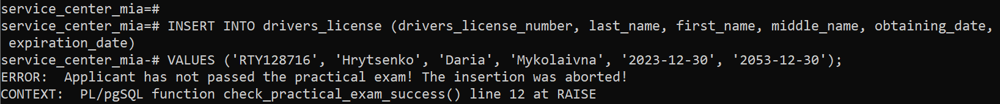 service_center_mia=#
service_center_mia=# INSERT INTO drivers_license (drivers_license_number, last_name, first_name, middle_name, obtaining_date,
 expiration_date)
service_center_mia-# VALUES ('RTY128716', 'Hrytsenko', 'Daria', 'Mykolaivna', '2023-12-30', '2053-12-30');
ERROR:  Applicant has not passed the practical exam! The insertion was aborted!
CONTEXT:  PL/pgSQL function check_practical_exam_success() line 12 at RAISE